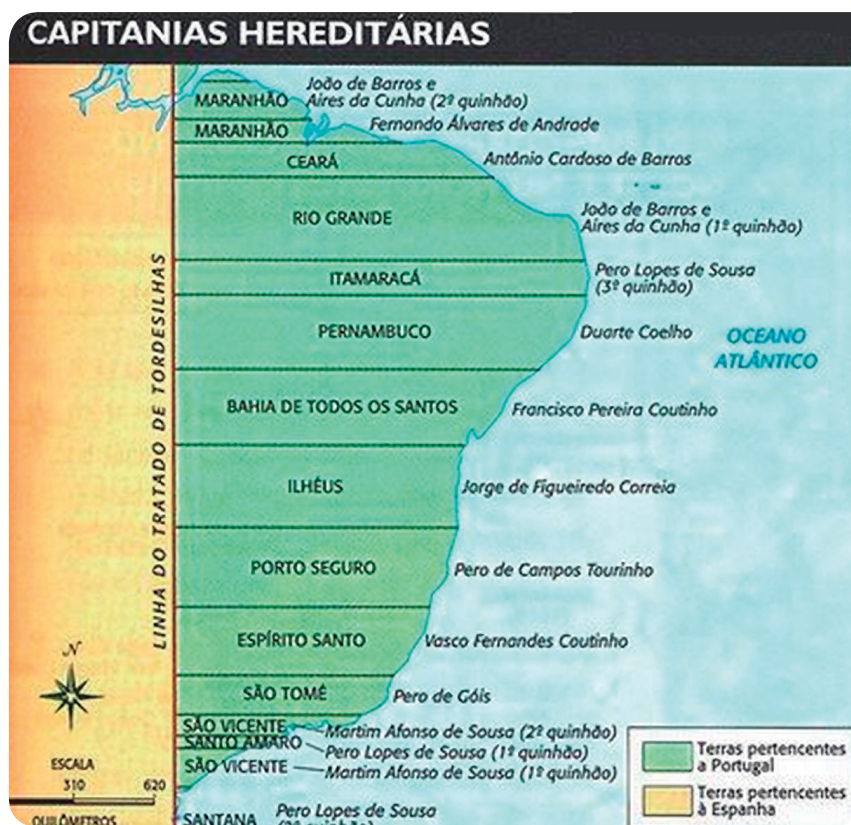 CAPITANIAS HEREDITÁRIAS
MARANHÃO
João de Barros e
Aires da Cunha (2º quinhão)
MARANHÃO
Fernando Álvares de Andrade
CEARÁ
Antônio Cardoso de Barros
RIO GRANDE
João de Barros e
Aires da Cunha (1º quinhão)
ITAMARACÁ
Pero Lopes de Sousa
(3º quinhão)
PERNAMBUCO
Duarte Coelho
OCEANO
ATLÂNTICO
BAHIA DE TODOS OS SANTOS
Francisco Pereira Coutinho
LINHA DO TRATADO DE TORDESILHAS
ILHÉUS
Jorge de Figueiredo Correia
PORTO SEGURO
Pero de Campos Tourinho
ESPÍRITO SANTO
Vasco Fernandes Coutinho
N
SÃO TOMÉ
Pero de Góis
SÃO VICENTE
Martim Afonso de Sousa (2º quinhão)
SANTO AMARO
Pero Lopes de Sousa (1º quinhão)
SÃO VICENTE
Martim Afonso de Sousa (1º quinhão)
ESCALA
310 620
QUILÔMETROS
SANTANA
Pero Lopes de Sousa
Terras pertencentes
a Portugal
Terras pertencentes
à Espanha